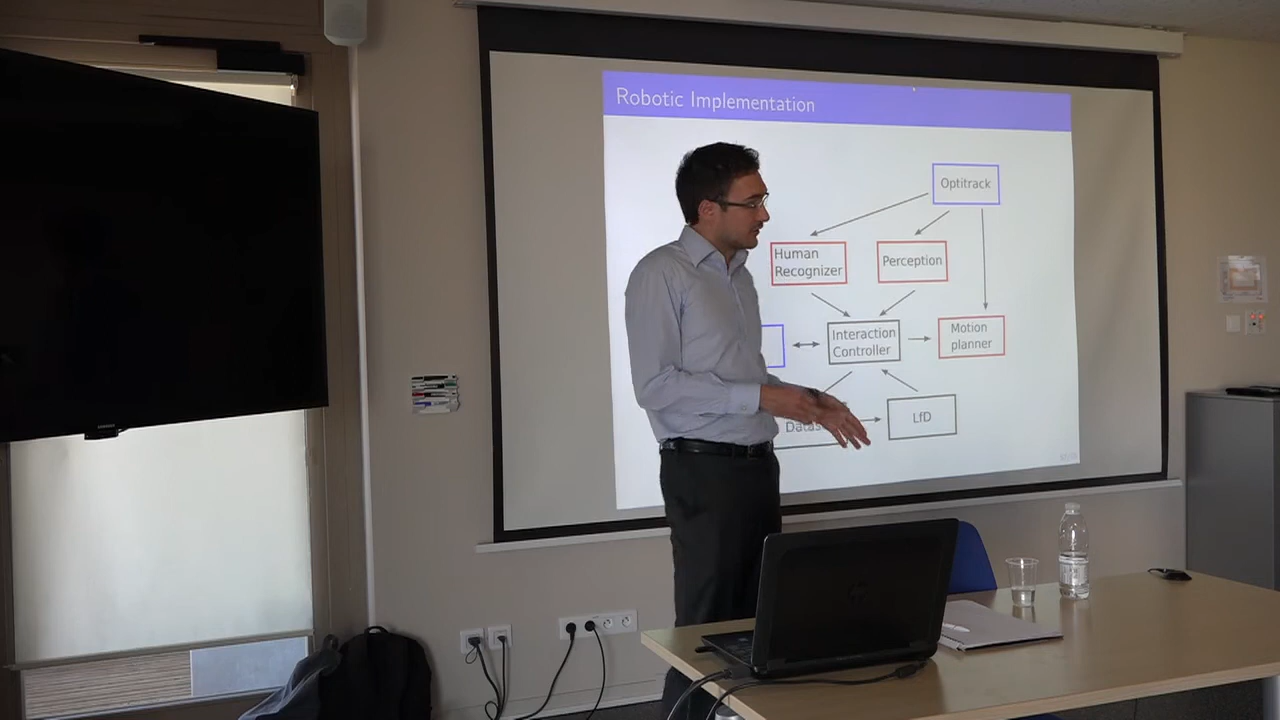 Robotic Implementation
Optitrack
Human
Recognizer
Perception
Interaction
Controller
Motion
planner
LfD